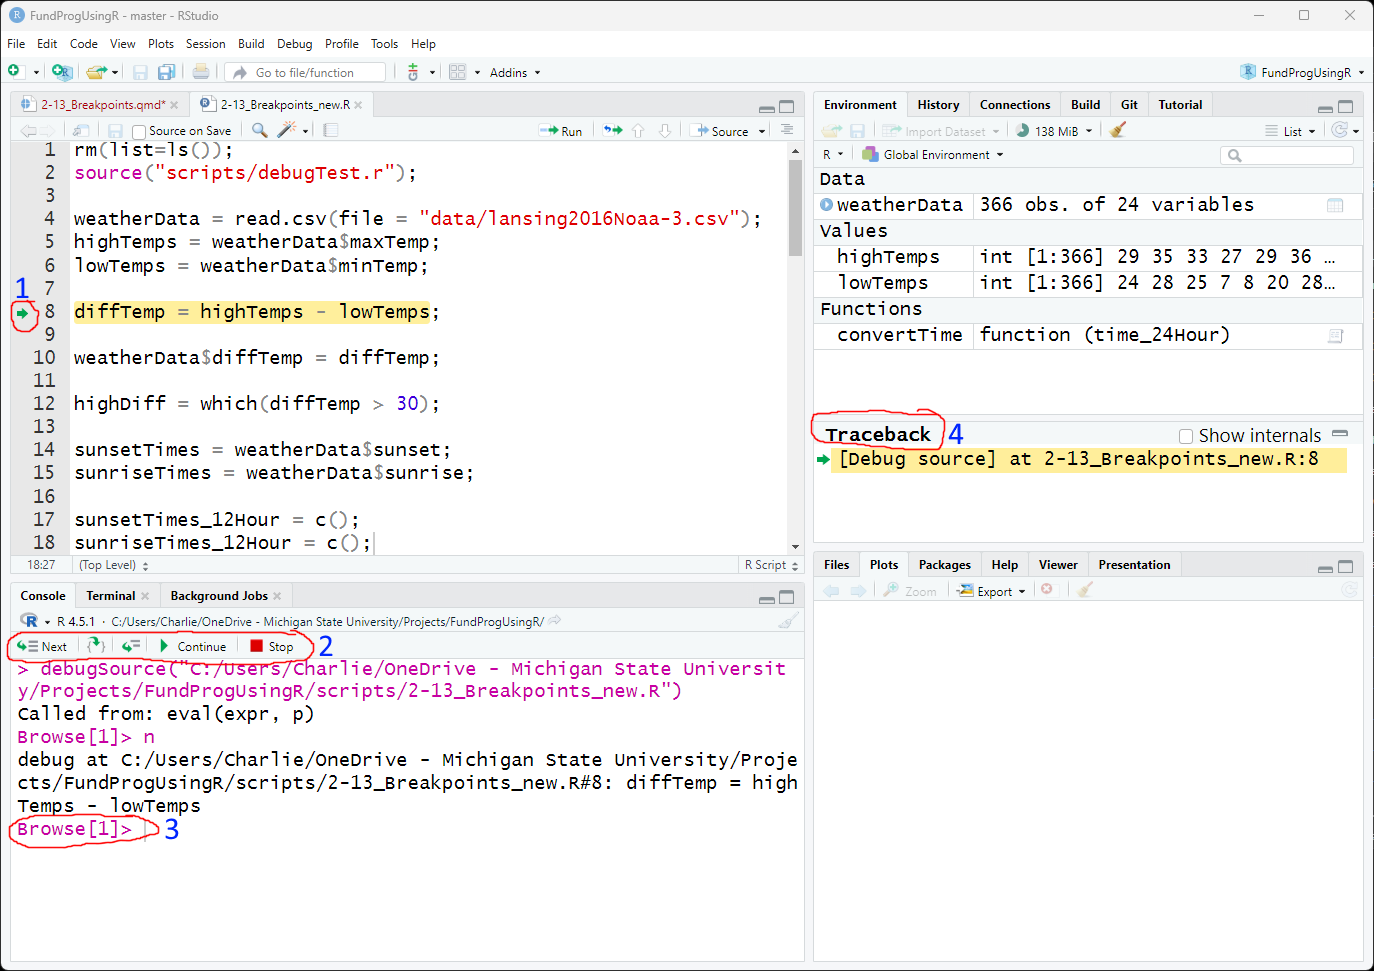 FundProgUsingR - master - RStudio
File Edit Code View Plots Session Build Debug Profile Tools Help
Go to file/function Addins FundProgUsingR
2-13_Breakpoints.qmd* 2-13_Breakpoints_new.R
Source on Save Run Source
1 rm(list=ls());
2 source("scripts/debugTest.r");
3
4 weatherData = read.csv(file = "data/lansing2016Noaa-3.csv");
5 highTemps = weatherData$maxTemp;
6 lowTemps = weatherData$minTemp;
7
1
8 diffTemp = highTemps - lowTemps;
9
10 weatherData$diffTemp = diffTemp;
11
12 highDiff = which(diffTemp > 30);
13
14 sunsetTimes = weatherData$sunset;
15 sunriseTimes = weatherData$sunrise;
16
17 sunsetTimes_12Hour = c();
18 sunriseTimes_12Hour = c();
18:27 (Top Level) R Script
Console Terminal Background Jobs
R 4.5.1 · C:/Users/Charlie/OneDrive - Michigan State University/Projects/FundProgUsingR/
Next Continue Stop 2
> debugSource("C:/Users/Charlie/OneDrive - Michigan State Universit
y/Projects/FundProgUsingR/scripts/2-13_Breakpoints_new.R")
Called from: eval(expr, p)
Browse[1]> n
debug at C:/Users/Charlie/OneDrive - Michigan State University/Proje
cts/FundProgUsingR/scripts/2-13_Breakpoints_new.R#8: diffTemp = high
Temps - lowTemps
Browse[1]> 3
Environment History Connections Build Git Tutorial
Import Dataset 138 MiB List
R Global Environment
Data
weatherData 366 obs. of 24 variables
Values
highTemps int [1:366] 29 35 33 27 29 36 ...
lowTemps int [1:366] 24 28 25 7 8 20 28...
Functions
convertTime function (time_24Hour)
Traceback 4 Show internals
[Debug source] at 2-13_Breakpoints_new.R:8
Files Plots Packages Help Viewer Presentation
Zoom Export